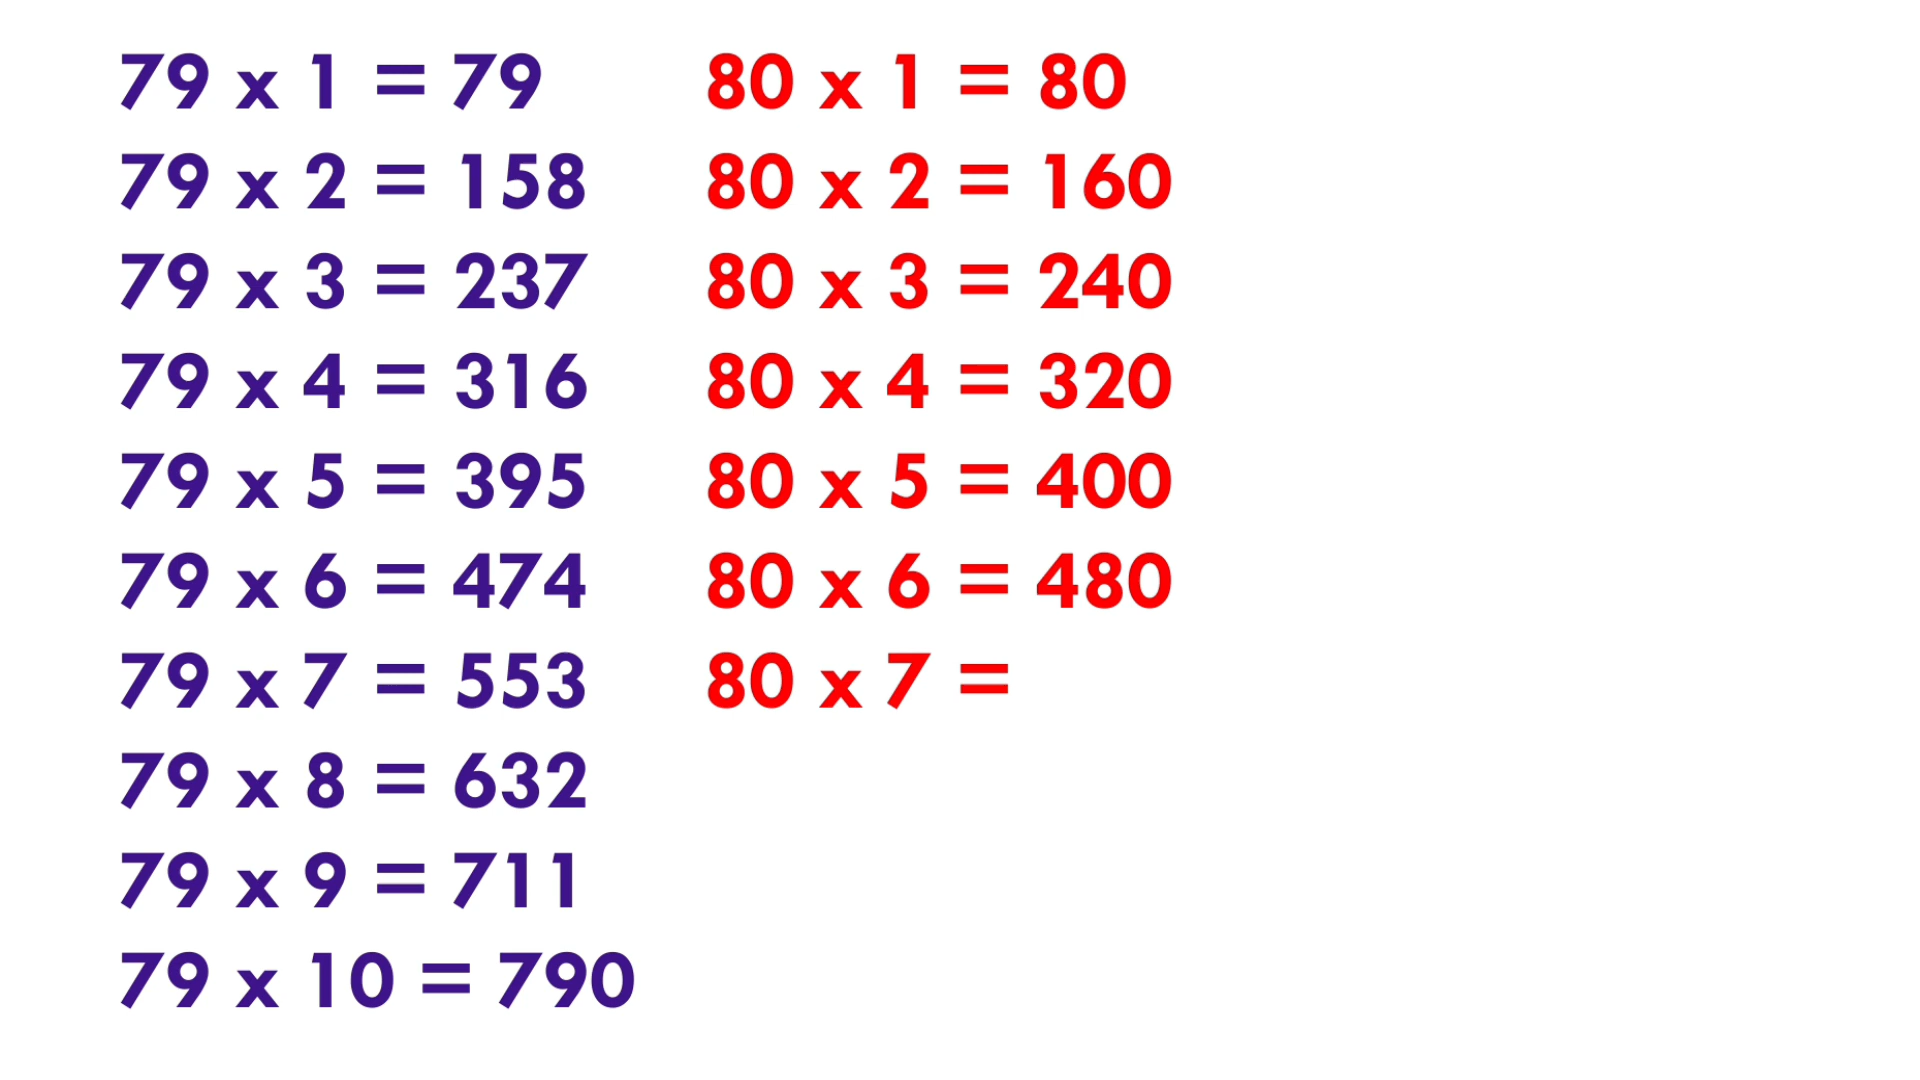 79 x 1 = 79
79 x 2 = 158
79 x 3 = 237
79 x 4 = 316
79 x 5 = 395
79 x 6 = 474
79 x 7 = 553
79 x 8 = 632
79 x 9 = 711
79 x 10 = 790
80 x 1 = 80
80 x 2 = 160
80 x 3 = 240
80 x 4 = 320
80 x 5 = 400
80 x 6 = 480
80 x 7 =